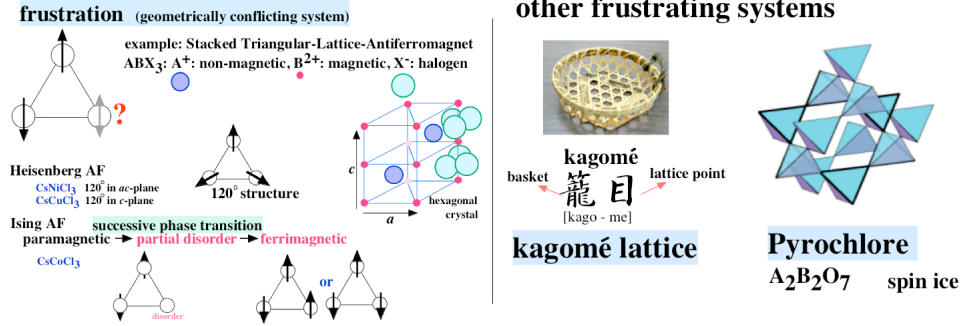 frustration (geometrically conflicting system)
example: Stacked Triangular-Lattice-Antiferromagnet
ABX3: A+: non-magnetic, B2+: magnetic, X-: halogen
?
Heisenberg AF
CsNiCl3 120° in ac-plane
CsCuCl3 120° in c-plane
120° structure
c
a
hexagonal
crystal
Ising AF
successive phase transition
paramagnetic → partial disorder → ferrimagnetic
CsCoCl3
disorder
or
other frustrating systems
kagomé
basket
lattice point
籠目
[kago - me]
kagomé lattice
Pyrochlore
A2B2O7 spin ice